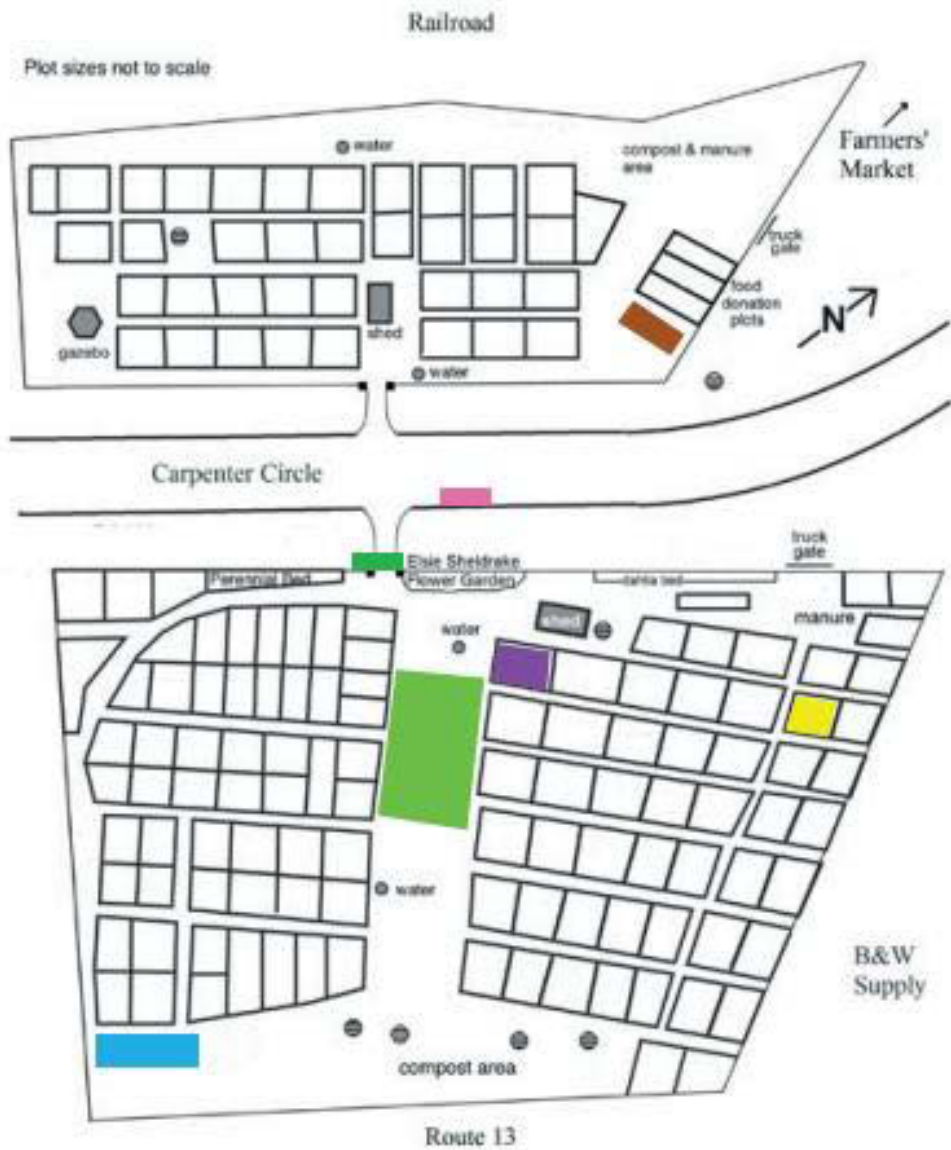 Railroad
Plot sizes not to scale
water
compost & manure
area
Farmers'
Market
truck
gate
food
donation
plots
N
gazebo
shed
water
Carpenter Circle
truck
gate
Elsie Sheldrake
Flower Garden
Perennial Bed
dahlia bed
manure
shed
water
water
B&W
Supply
compost area
Route 13